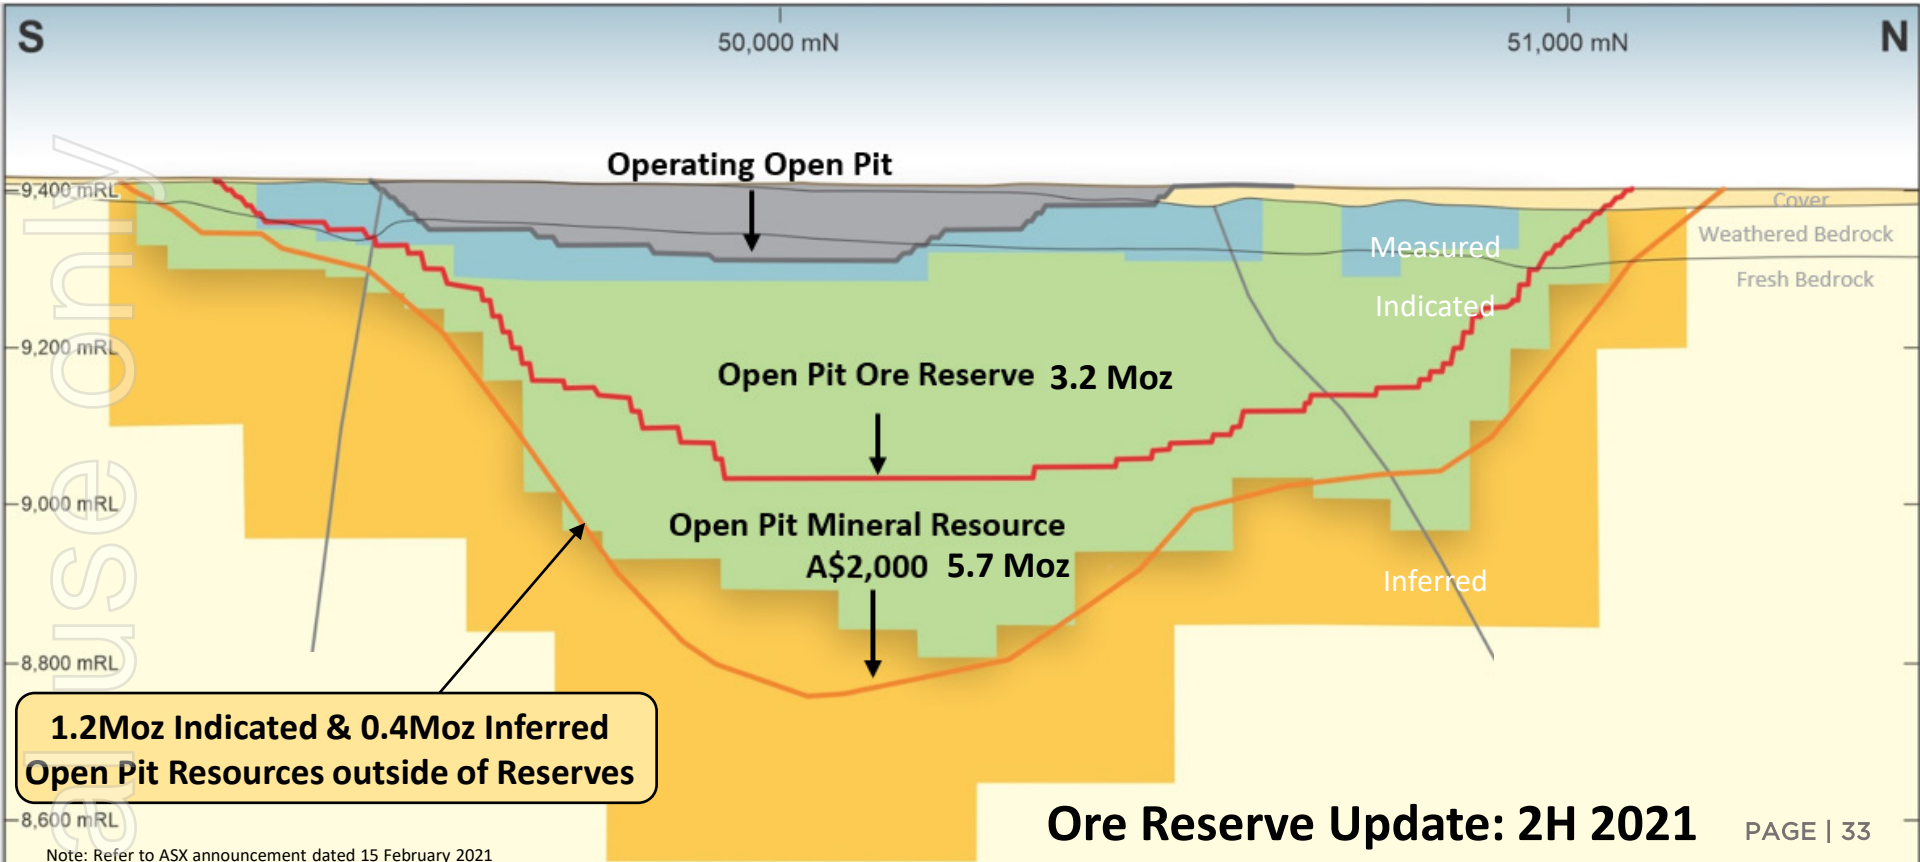 S
50,000 mN
51,000 mN
N
Operating Open Pit
9,400 mRL
Cover
Weathered Bedrock
Measured
Fresh Bedrock
Indicated
9,200 mRL
Open Pit Ore Reserve 3.2 Moz
9,000 mRL
Open Pit Mineral Resource
A$2,000 5.7 Moz
Inferred
8,800 mRL
1.2Moz Indicated & 0.4Moz Inferred
Open Pit Resources outside of Reserves
8,600 mRL
Ore Reserve Update: 2H 2021
PAGE | 33
Note: Refer to ASX announcement dated 15 February 2021
al use only